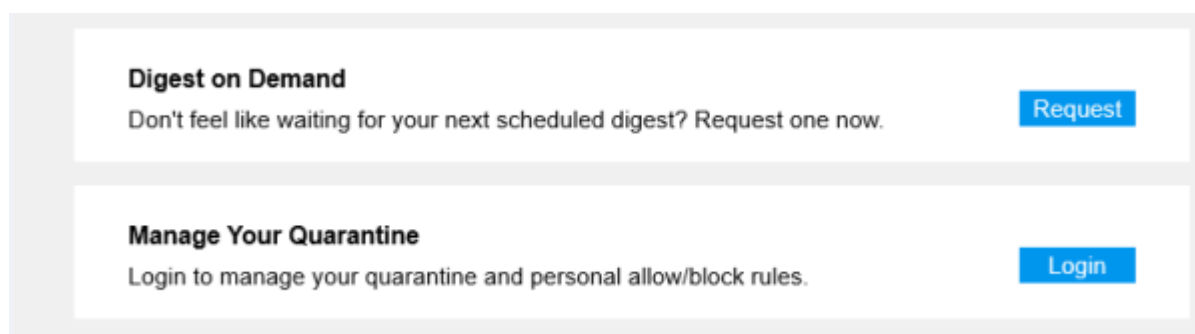 Digest on Demand
Don't feel like waiting for your next scheduled digest? Request one now.
Request
Manage Your Quarantine
Login to manage your quarantine and personal allow/block rules.
Login